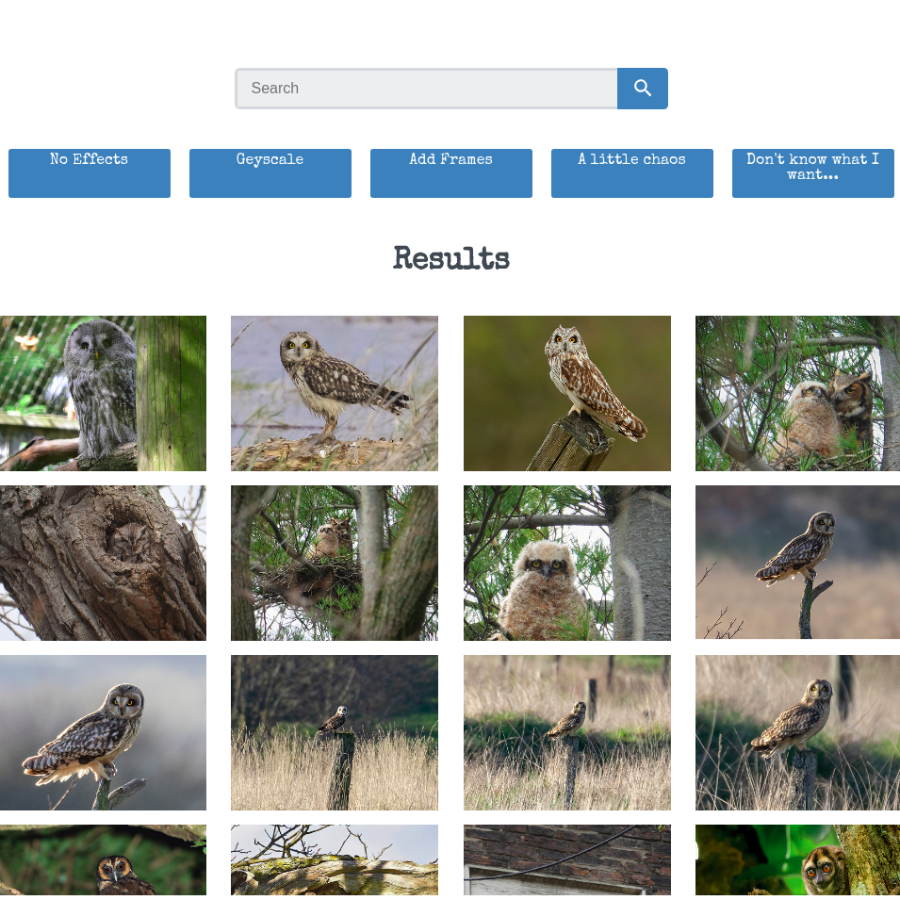 Search
No Effects
Geyscale
Add Frames
A little chaos
Don't know what I
want...
Results